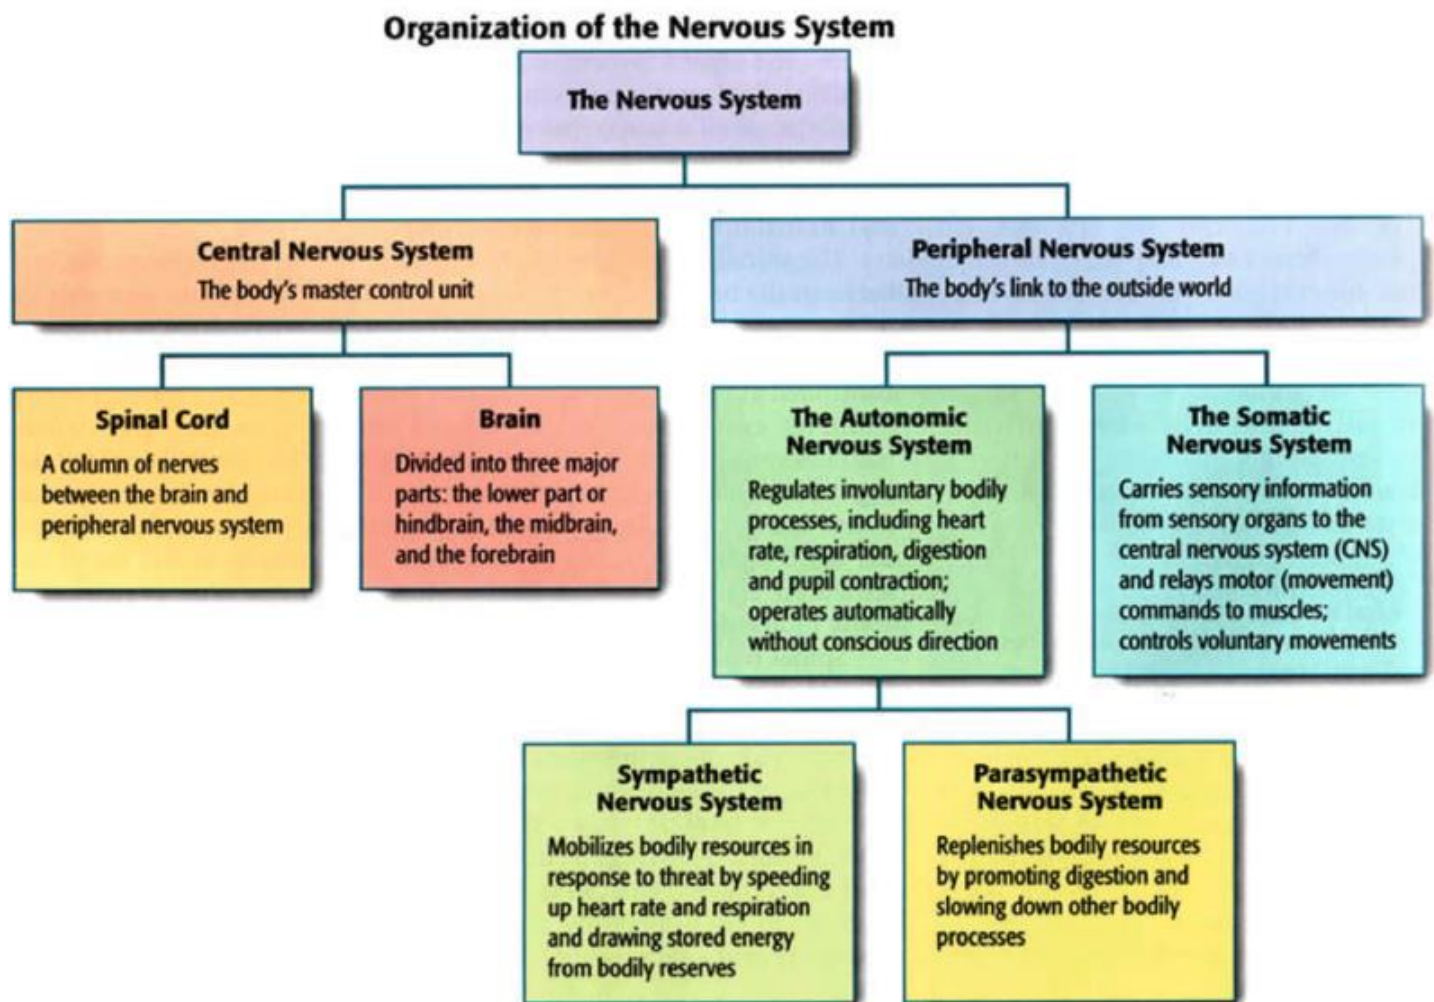 Organization of the Nervous System
The Nervous System
Central Nervous System
The body's master control unit
Peripheral Nervous System
The body's link to the outside world
Spinal Cord
A column of nerves
between the brain and
peripheral nervous system
Brain
Divided into three major
parts: the lower part or
hindbrain, the midbrain,
and the forebrain
The Autonomic
Nervous System
Regulates involuntary bodily
processes, including heart
rate, respiration, digestion
and pupil contraction;
operates automatically
without conscious direction
The Somatic
Nervous System
Carries sensory information
from sensory organs to the
central nervous system (CNS)
and relays motor (movement)
commands to muscles;
controls voluntary movements
Sympathetic
Nervous System
Mobilizes bodily resources in
response to threat by speeding
up heart rate and respiration
and drawing stored energy
from bodily reserves
Parasympathetic
Nervous System
Replenishes bodily resources
by promoting digestion and
slowing down other bodily
processes